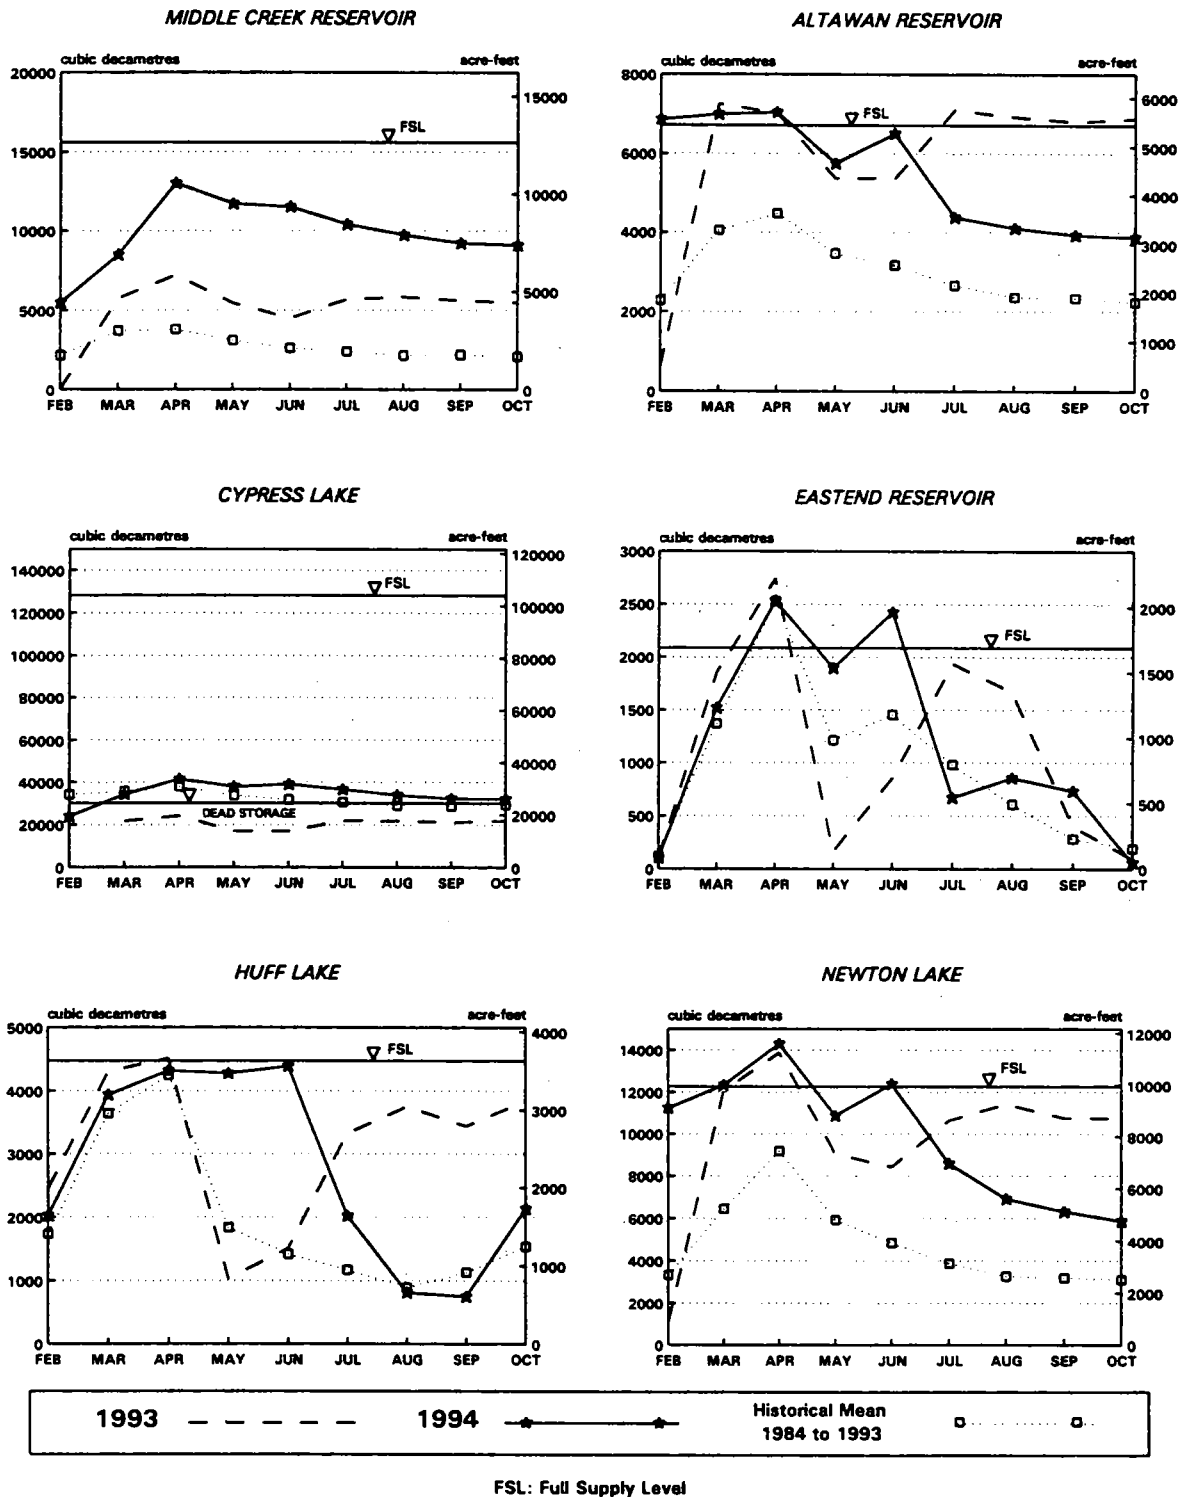 MIDDLE CREEK RESERVOIR
cubic decametres acre-feet
20000
15000
10000
5000
0
15000
10000
5000
0
FSL
FEB MAR APR MAY JUN JUL AUG SEP OCT
ALTAWAN RESERVOIR
cubic decametres acre-feet
8000
6000
4000
2000
0
6000
5000
4000
3000
2000
1000
0
FSL
FEB MAR APR MAY JUN JUL AUG SEP OCT
CYPRESS LAKE
cubic decametres acre-feet
140000
120000
100000
80000
60000
40000
20000
0
120000
100000
80000
60000
40000
20000
0
FSL
DEAD STORAGE
FEB MAR APR MAY JUN JUL AUG SEP OCT
EASTEND RESERVOIR
cubic decametres acre-feet
3000
2500
2000
1500
1000
500
0
2000
1500
1000
500
0
FSL
FEB MAR APR MAY JUN JUL AUG SEP OCT
HUFF LAKE
cubic decametres acre-feet
5000
4000
3000
2000
1000
0
4000
3000
2000
1000
0
FSL
FEB MAR APR MAY JUN JUL AUG SEP OCT
NEWTON LAKE
cubic decametres acre-feet
14000
12000
10000
8000
6000
4000
2000
0
12000
10000
8000
6000
4000
2000
0
FSL
FEB MAR APR MAY JUN JUL AUG SEP OCT
1993 1994 Historical Mean
1984 to 1993
FSL: Full Supply Level